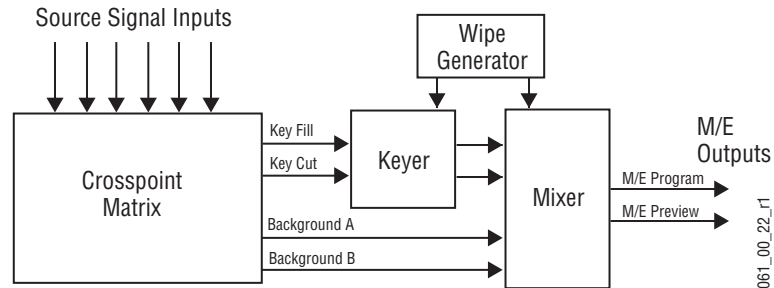 Source Signal Inputs
Wipe
Generator
Key Fill
Key Cut
Keyer
Crosspoint
Matrix
Background A
Background B
Mixer
M/E
Outputs
M/E Program
M/E Preview
061_00_22_r1